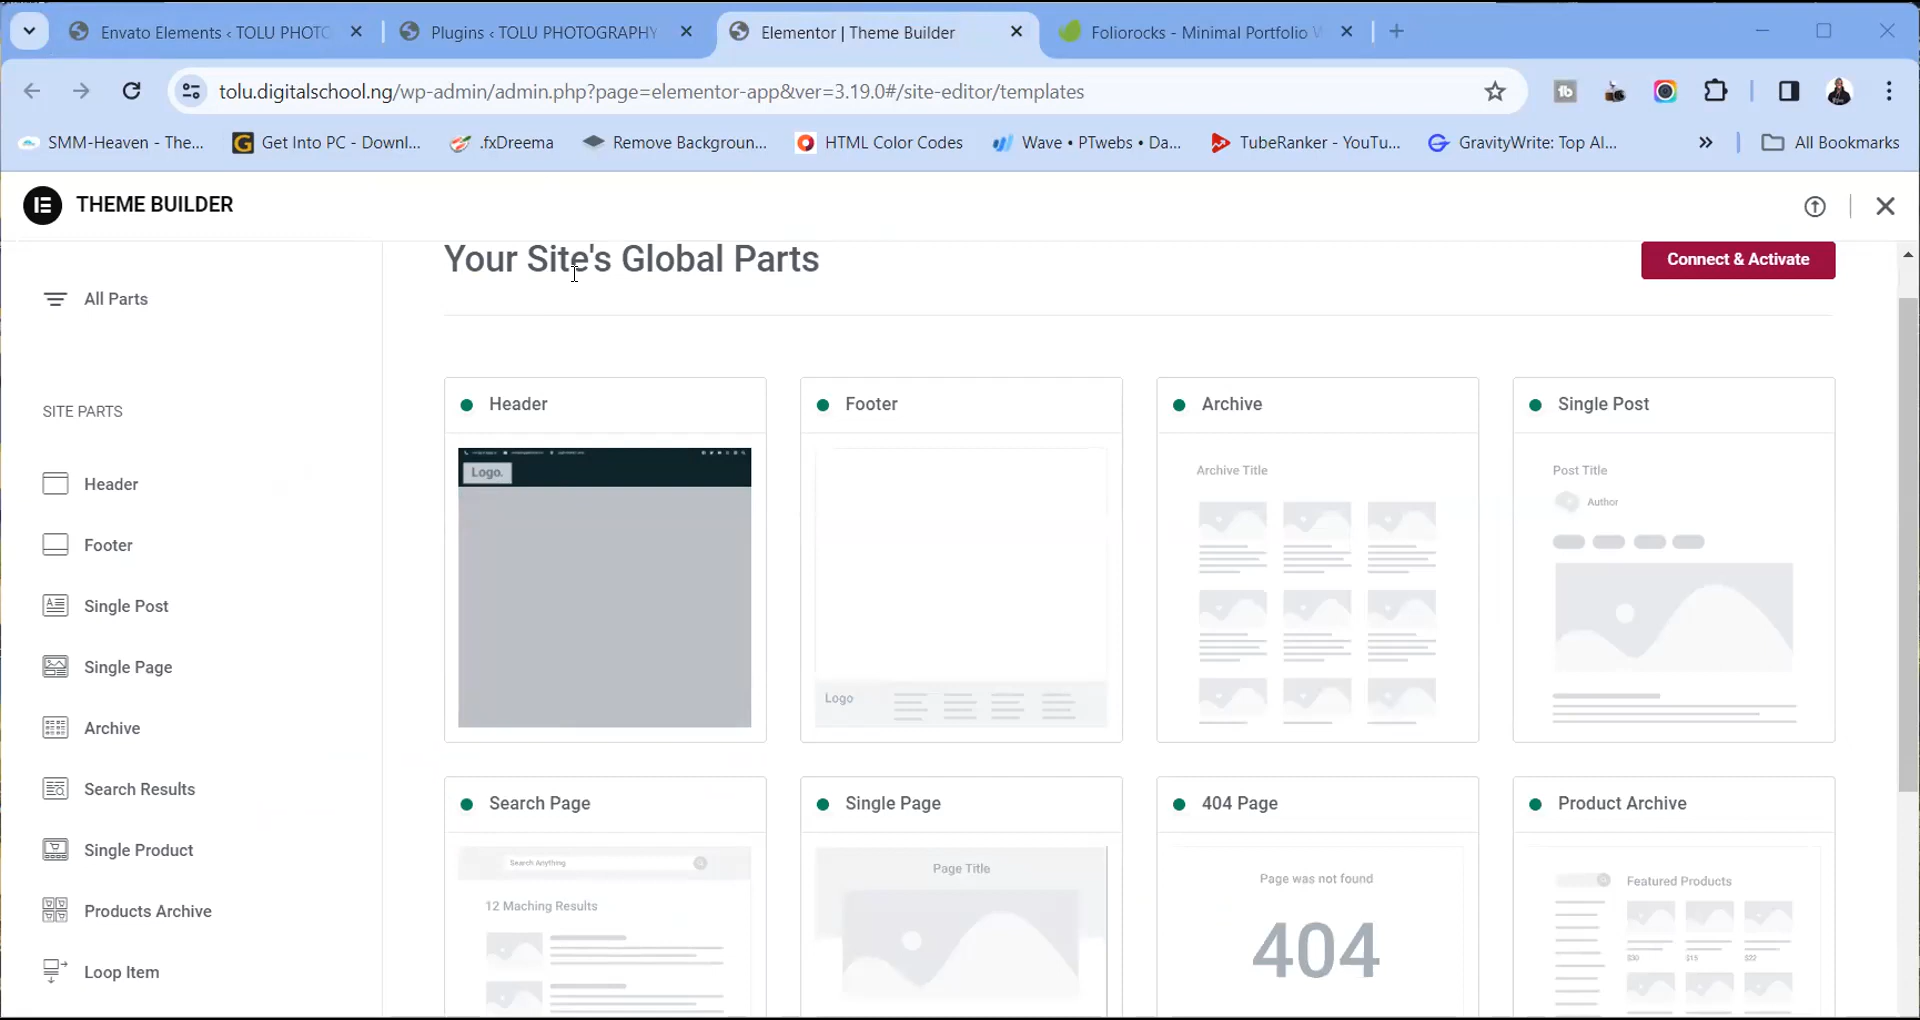 Envato Elements ‹ TOLU PHOTO
Plugins ‹ TOLU PHOTOGRAPHY
Elementor | Theme Builder
Foliorocks - Minimal Portfolio W
tolu.digitalschool.ng/wp-admin/admin.php?page=elementor-app&ver=3.19.0#/site-editor/templates
SMM-Heaven - The...
Get Into PC - Downl...
.fxDreema
Remove Backgroun...
HTML Color Codes
Wave • PTwebs • Da...
TubeRanker - YouTu...
GravityWrite: Top AI...
»
All Bookmarks
THEME BUILDER
Your Site's Global Parts
Connect & Activate
All Parts
SITE PARTS
Header
Footer
Single Post
Single Page
Archive
Search Results
Single Product
Products Archive
Loop Item
Header
Logo.
Footer
Logo
Archive
Archive Title
Single Post
Post Title
Author
Search Page
Search Anything
12 Maching Results
Single Page
Page Title
404 Page
Page was not found
404
Product Archive
Featured Products
$30
$15
$22